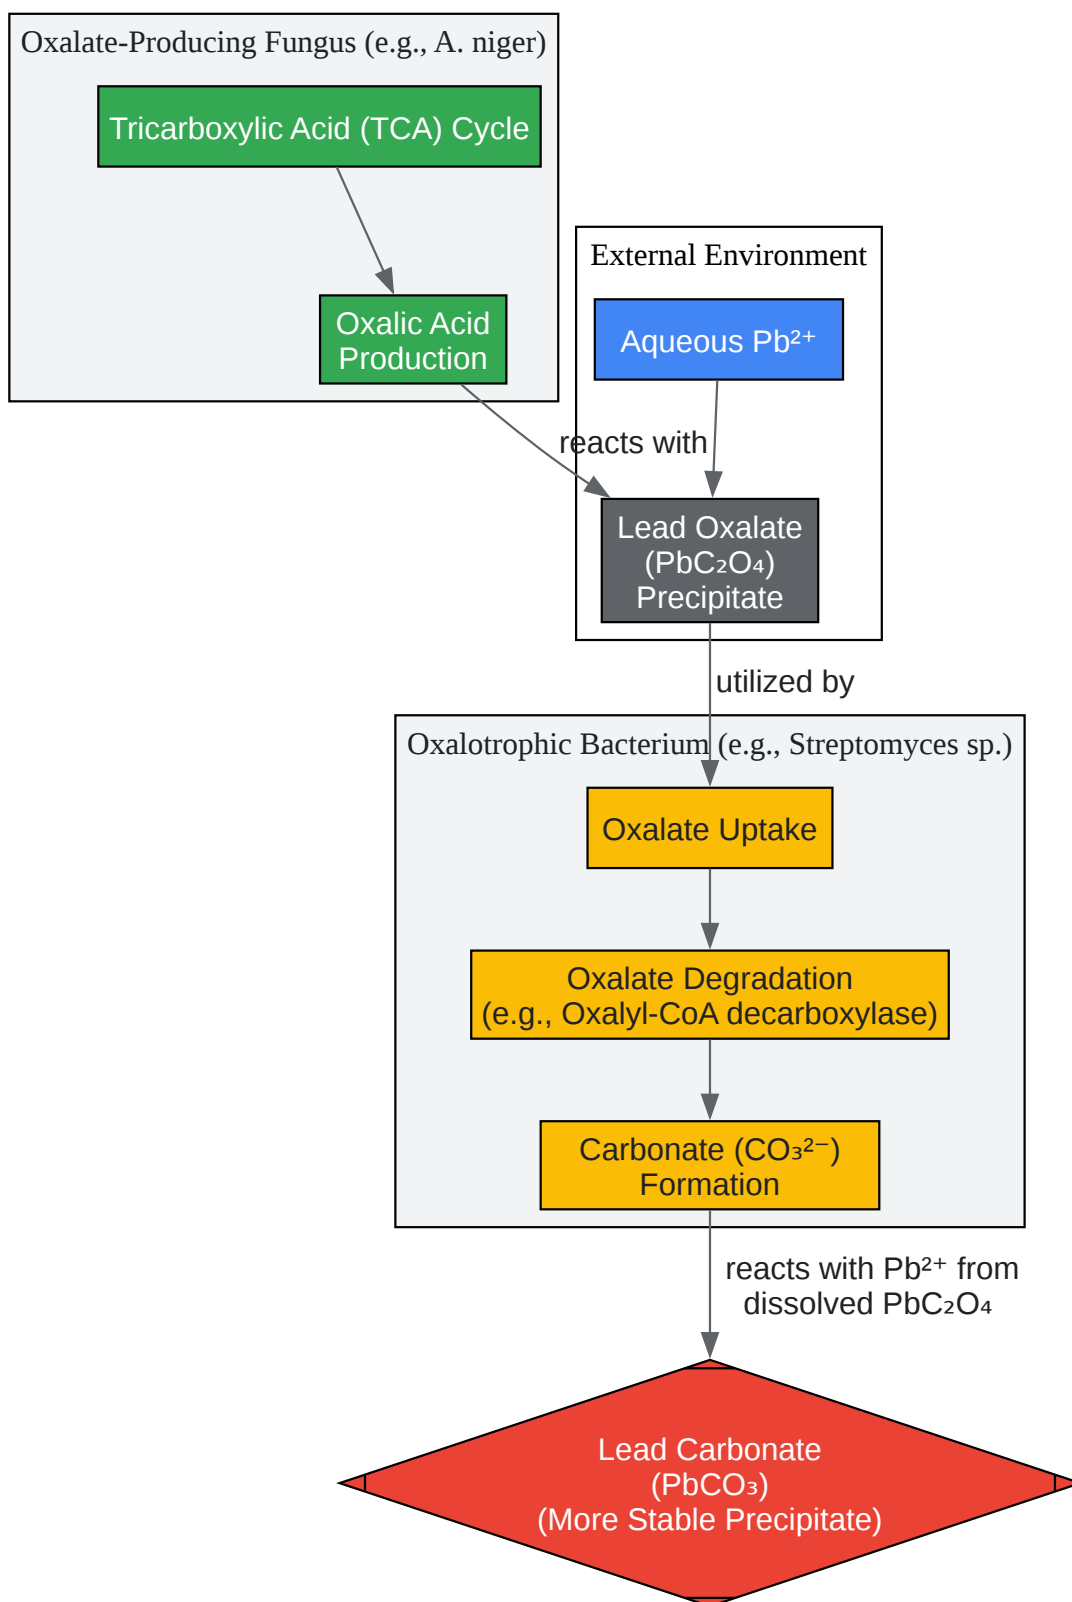 Oxalate-Producing Fungus (e.g., A. niger)
Tricarboxylic Acid (TCA) Cycle
Oxalic Acid
Production
External Environment
Aqueous Pb²⁺
reacts with
Lead Oxalate
(PbC₂O₄)
Precipitate
utilized by
Oxalotrophic Bacterium (e.g., Streptomyces sp.)
Oxalate Uptake
Oxalate Degradation
(e.g., Oxalyl-CoA decarboxylase)
Carbonate (CO₃²⁻)
Formation
reacts with Pb²⁺ from
dissolved PbC₂O₄
Lead Carbonate
(PbCO₃)
(More Stable Precipitate)